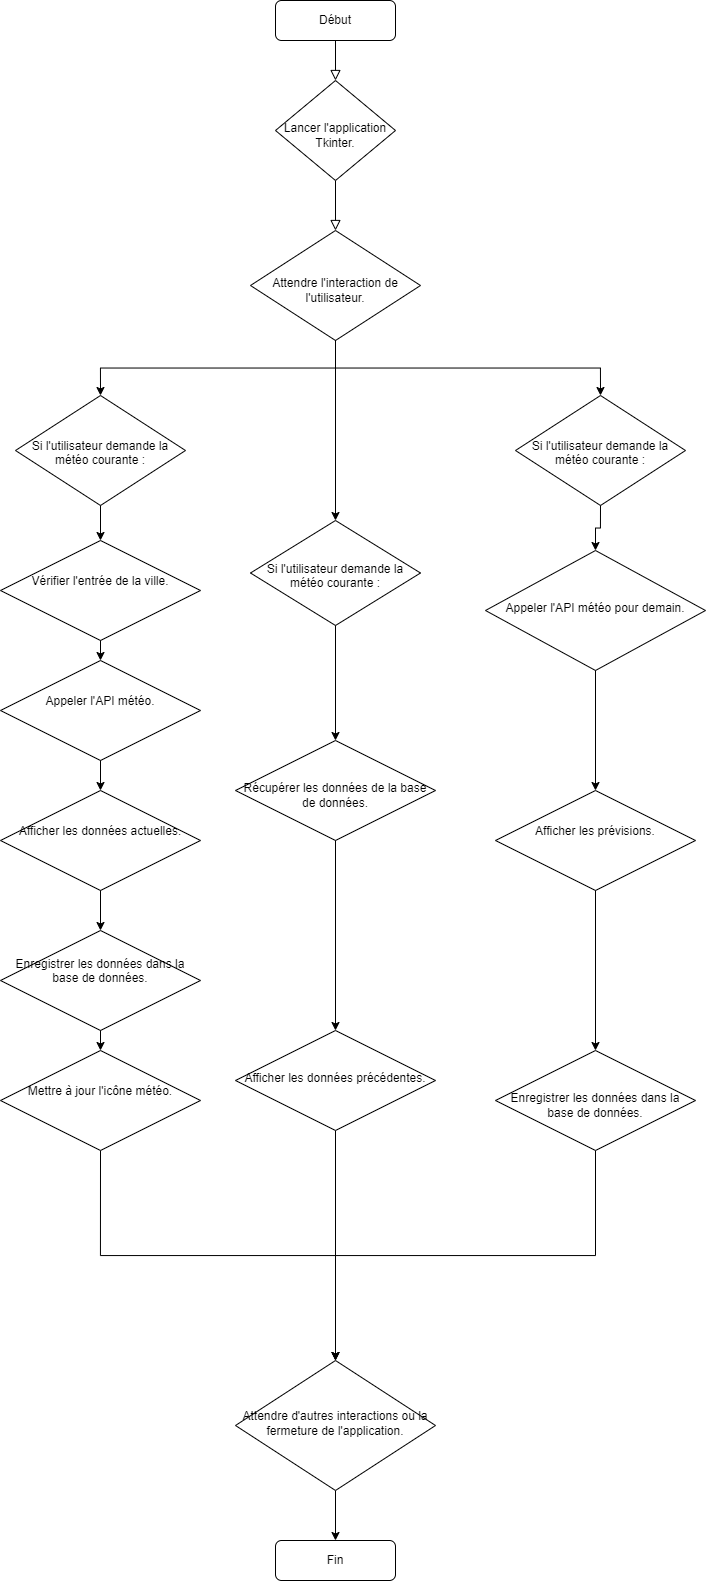 Début
Lancer l'application
Tkinter.
Attendre l'interaction de
l'utilisateur.
Si l'utilisateur demande la
météo courante :
Vérifier l'entrée de la ville.
Appeler l'API météo.
Afficher les données actuelles.
Enregistrer les données dans la
base de données.
Mettre à jour l'icône météo.
Si l'utilisateur demande la
météo courante :
Récupérer les données de la base
de données.
Afficher les données précédentes.
Si l'utilisateur demande la
météo courante :
Appeler l'API météo pour demain.
Afficher les prévisions.
Enregistrer les données dans la
base de données.
Attendre d'autres interactions ou la
fermeture de l'application.
Fin